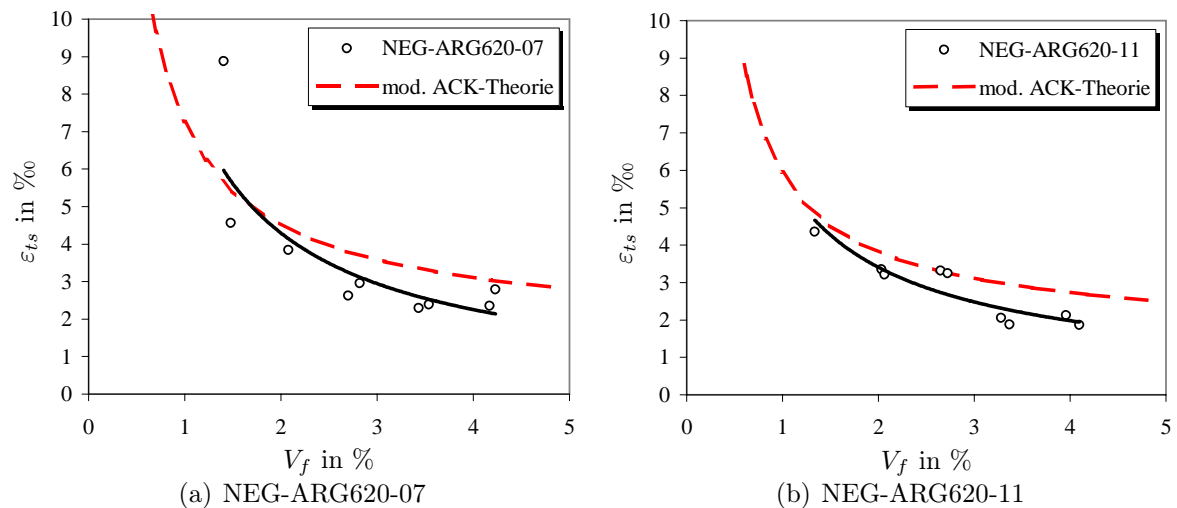 10
9
8
7
6
5
4
3
2
1
0
ε_ts in ‰
NEG-ARG620-07
mod. ACK-Theorie
0 1 2 3 4 5
V_f in %
(a) NEG-ARG620-07
10
9
8
7
6
5
4
3
2
1
0
ε_ts in ‰
NEG-ARG620-11
mod. ACK-Theorie
0 1 2 3 4 5
V_f in %
(b) NEG-ARG620-11